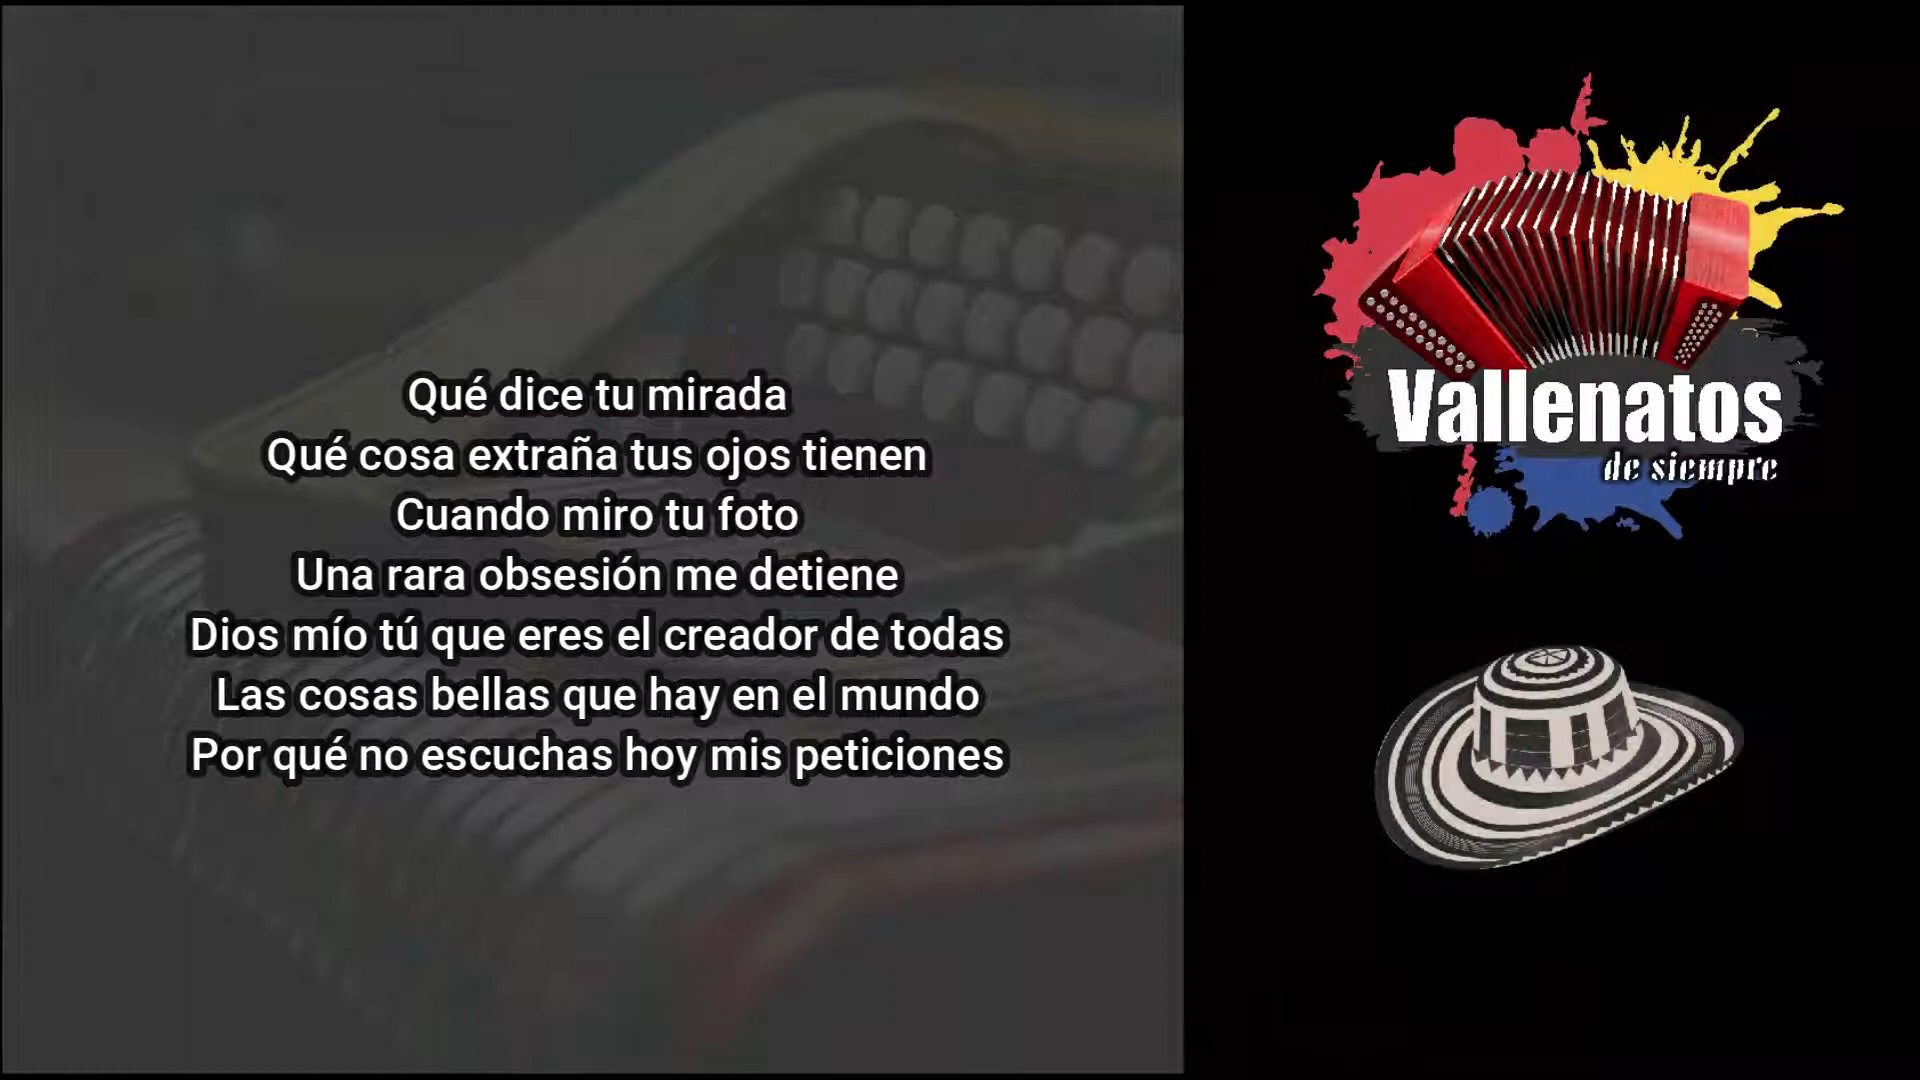 Qué dice tu mirada
Qué cosa extraña tus ojos tienen
Cuando miro tu foto
Una rara obsesión me detiene
Dios mío tú que eres el creador de todas
Las cosas bellas que hay en el mundo
Por qué no escuchas hoy mis peticiones
Vallenatos
de siempre